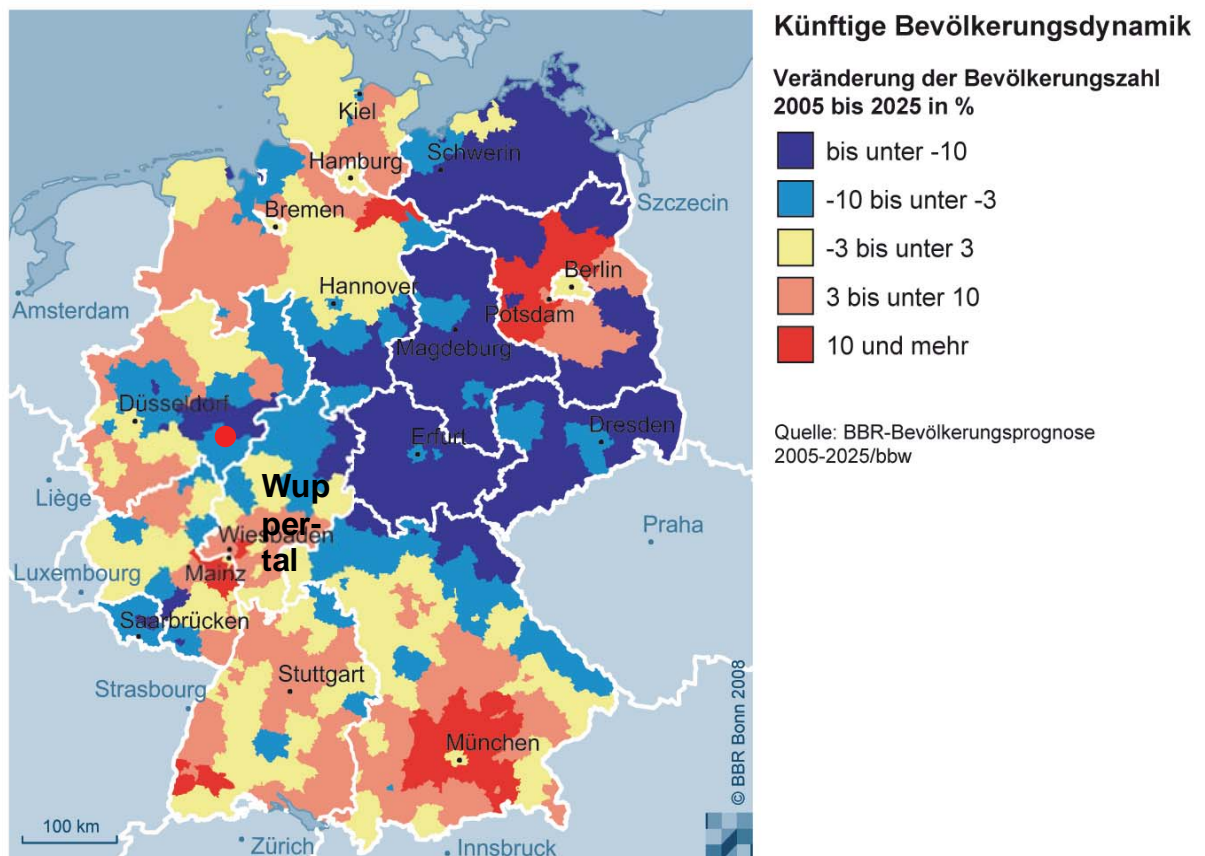 Künftige Bevölkerungsdynamik
Veränderung der Bevölkerungszahl
2005 bis 2025 in %
bis unter -10
-10 bis unter -3
-3 bis unter 3
3 bis unter 10
10 und mehr
Quelle: BBR-Bevölkerungsprognose
2005-2025/bbw
Kiel
Hamburg
Schwerin
Szczecin
Bremen
Berlin
Amsterdam
Hannover
Potsdam
Magdeburg
Düsseldorf
Dresden
Erfurt
Liège
Wup
per-
tal
Wiesbaden
Praha
Luxembourg
Mainz
Saarbrücken
Strasbourg
Stuttgart
München
100 km
Zürich
Innsbruck
© BBR Bonn 2008